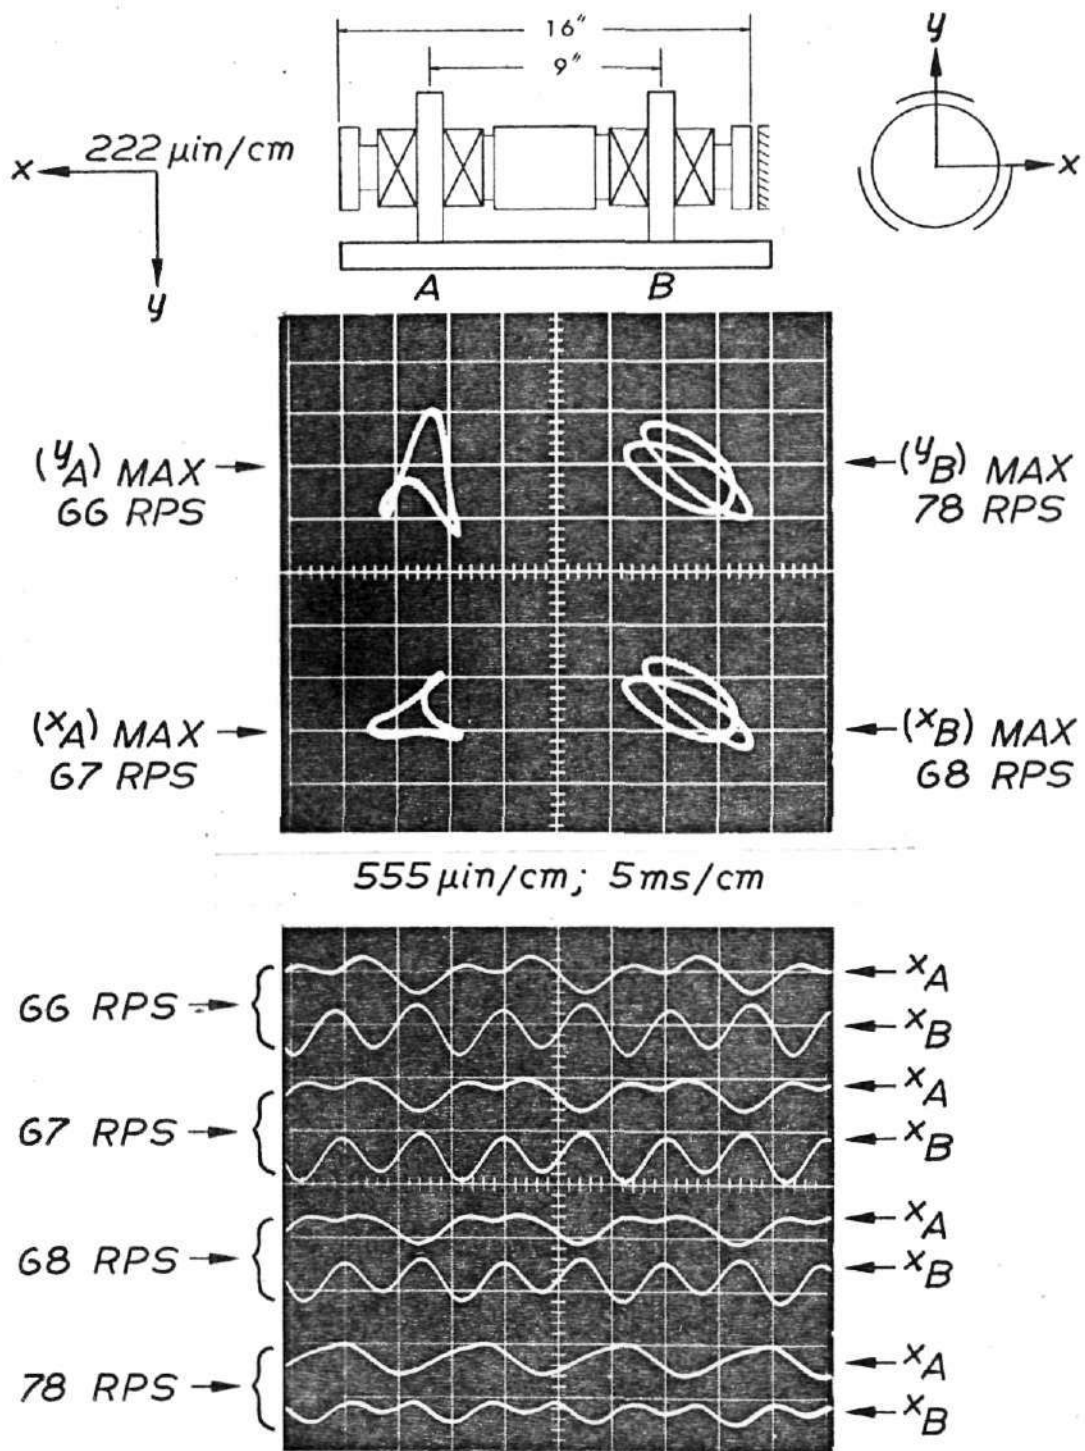 16"
9"
y
x
222 μin/cm
x
y
A
B
(yA) MAX
66 RPS
(yB) MAX
78 RPS
(xA) MAX
67 RPS
(xB) MAX
68 RPS
555 μin/cm; 5ms/cm
66 RPS
xA
xB
67 RPS
xA
xB
68 RPS
xA
xB
78 RPS
xA
xB